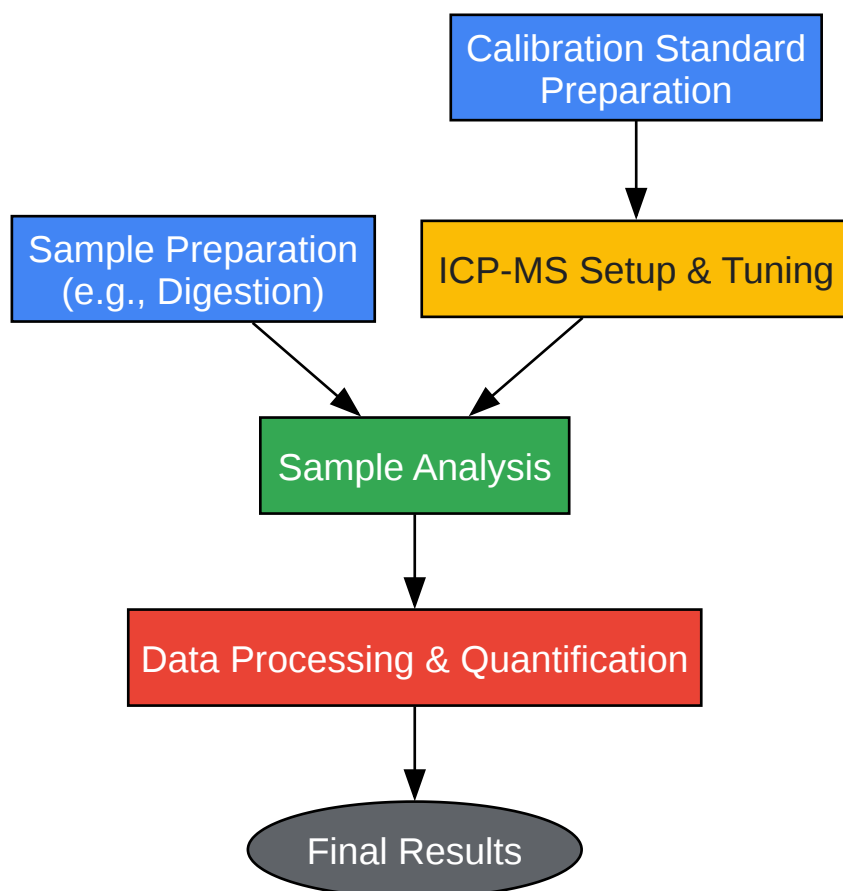 Calibration Standard
Preparation
Sample Preparation
(e.g., Digestion)
ICP-MS Setup & Tuning
Sample Analysis
Data Processing & Quantification
Final Results